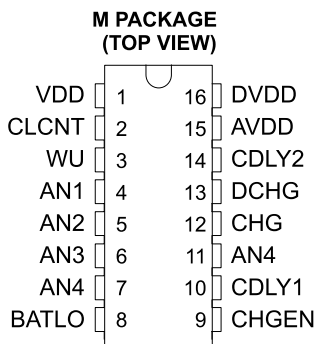 M PACKAGE
(TOP VIEW)
VDD 1 16 DVDD
CLCNT 2 15 AVDD
WU 3 14 CDLY2
AN1 4 13 DCHG
AN2 5 12 CHG
AN3 6 11 AN4
AN4 7 10 CDLY1
BATLO 8 9 CHGEN